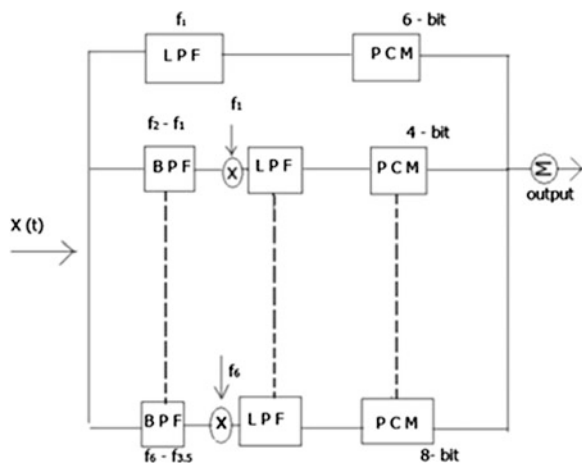 f₁ 6 - bit
L P F P C M
f₂ - f₁ f₁ 4 - bit
B P F X L P F P C M M
output
X (t)
f₆
B P F X L P F P C M
f₆ - f₃.₅ 8- bit